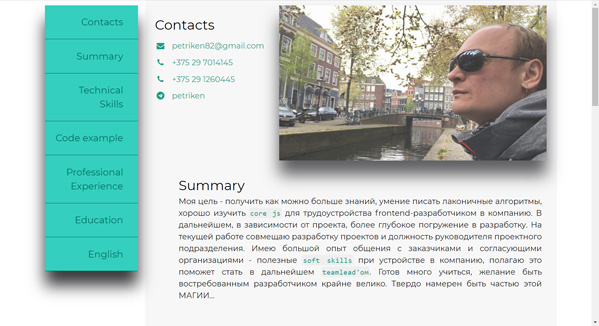 Contacts
Summary
Technical
Skills
Code example
Professional
Experience
Education
English
Contacts
petriken82@gmail.com
+375 29 7014145
+375 29 1260445
petriken
Summary
Моя цель - получить как можно больше знаний, умение писать лаконичные алгоритмы,
хорошо изучить core js для трудоустройства frontend-разработчиком в компанию. В
дальнейшем, в зависимости от проекта, более глубокое погружение в разработку. На
текущей работе совмещаю разработку проектов и должность руководителя проектного
подразделения. Имею большой опыт общения с заказчиками и согласующими
организациями - полезные soft skills при устройстве в компанию, полагаю это
поможет стать в дальнейшем teamlead'ом. Готов много учиться, желание быть
востребованным разработчиком крайне велико. Твердо намерен быть частью этой
МАГИИ...